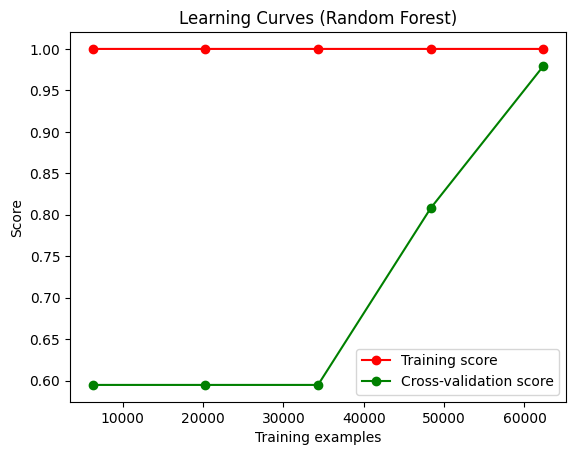 Learning Curves (Random Forest)
1.00
0.95
0.90
0.85
0.80
0.75
0.70
0.65
0.60
Score
Training score
Cross-validation score
10000 20000 30000 40000 50000 60000
Training examples